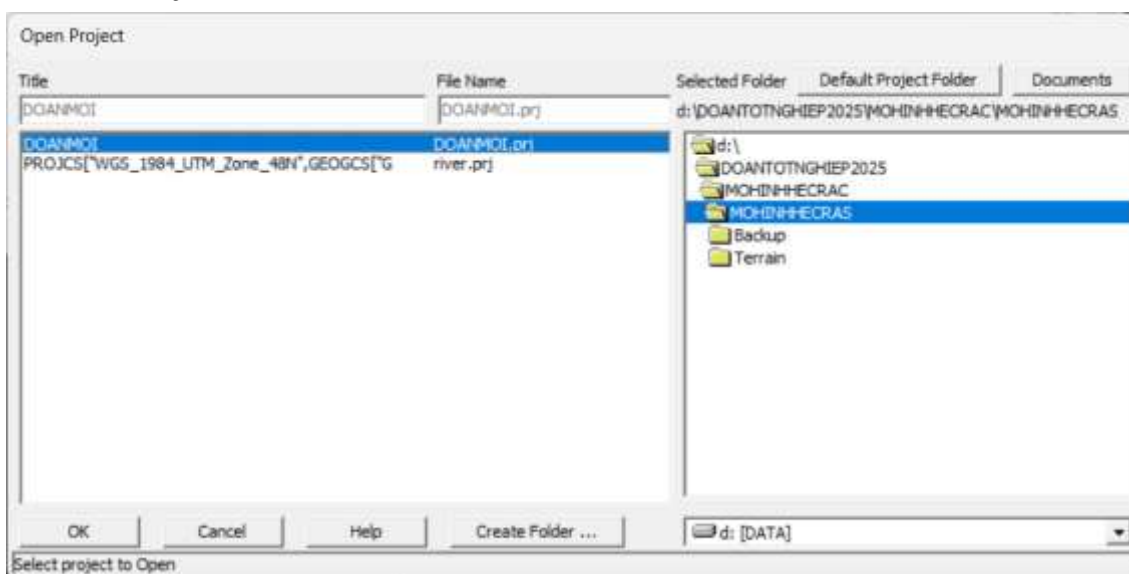 Open Project
Title File Name Selected Folder Default Project Folder Documents
DOANMOI DOANMOI.prj d:\DOANTOTNGHIEP2025\MOHINHHECRAC\MOHINHHECRAS
DOANMOI DOANMOI.prj
PROJCS["WGS_1984_UTM_Zone_48N",GEOGCS["G river.prj
d:\
DOANTOTNGHIEP2025
MOHINHHECRAC
MOHINHHECRAS
Backup
Terrain
OK Cancel Help Create Folder ... d: [DATA]
Select project to Open